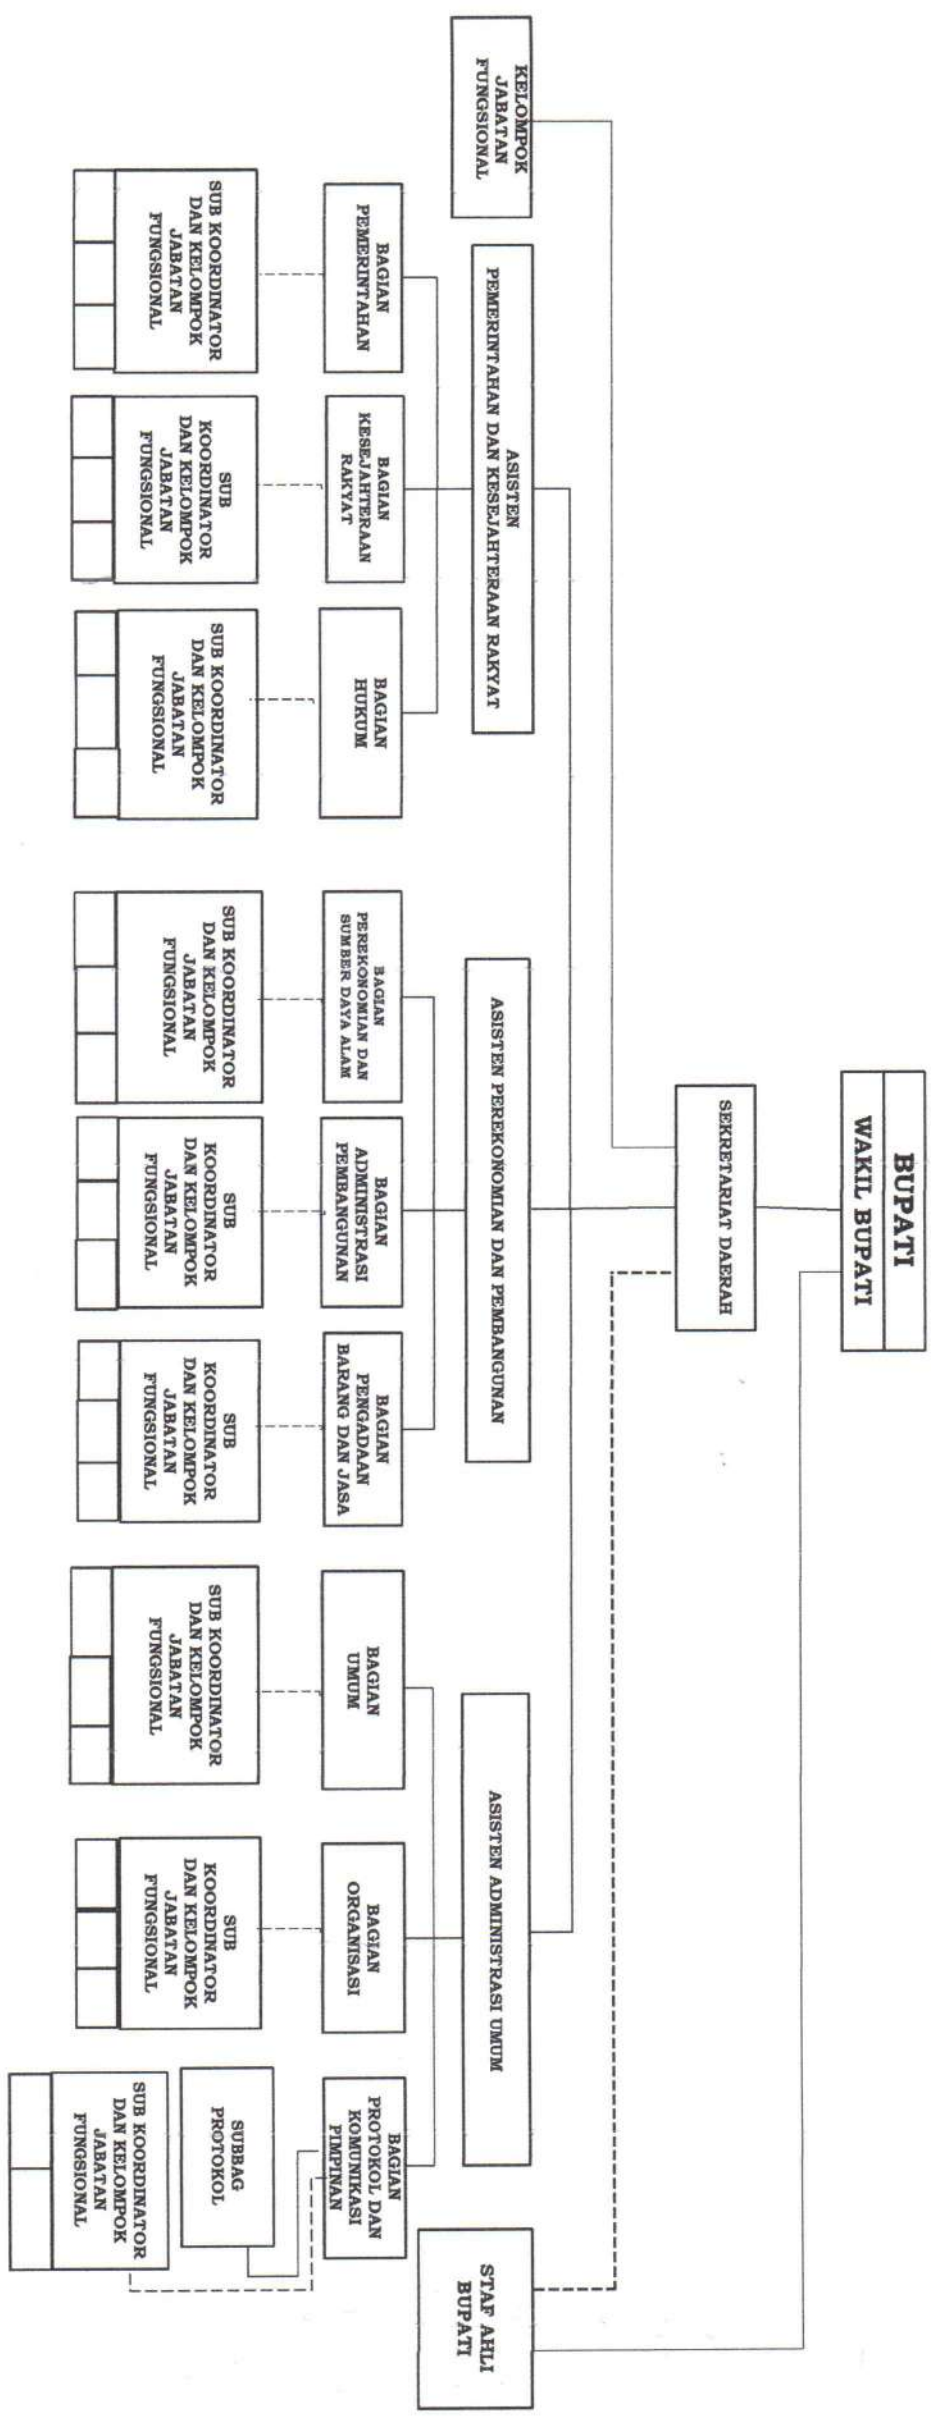 BUPATI
WAKIL BUPATI
SEKRETARIAT DAERAH
KELOMPOK
JABATAN
FUNGSIONAL
STAF AHLI
BUPATI
ASISTEN
PEMERINTAHAN DAN KESEJAHTERAAN RAKYAT
ASISTEN PEREKONOMIAN DAN PEMBANGUNAN
ASISTEN ADMINISTRASI UMUM
BAGIAN
PEMERINTAHAN
BAGIAN
KESEJAHTERAAN
RAKYAT
BAGIAN
HUKUM
BAGIAN
PEREKONOMIAN DAN
SUMBER DAYA ALAM
BAGIAN
ADMINISTRASI
PEMBANGUNAN
BAGIAN
PENGADAAN
BARANG DAN JASA
BAGIAN
UMUM
BAGIAN
ORGANISASI
BAGIAN
PROTOKOL DAN
KOMUNIKASI
PIMPINAN
SUB KOORDINATOR
DAN KELOMPOK
JABATAN
FUNGSIONAL
SUB
KOORDINATOR
DAN KELOMPOK
JABATAN
FUNGSIONAL
SUB KOORDINATOR
DAN KELOMPOK
JABATAN
FUNGSIONAL
SUB KOORDINATOR
DAN KELOMPOK
JABATAN
FUNGSIONAL
SUB
KOORDINATOR
DAN KELOMPOK
JABATAN
FUNGSIONAL
SUB
KOORDINATOR
DAN KELOMPOK
JABATAN
FUNGSIONAL
SUB KOORDINATOR
DAN KELOMPOK
JABATAN
FUNGSIONAL
SUB
KOORDINATOR
DAN KELOMPOK
JABATAN
FUNGSIONAL
SUBBAG
PROTOKOL
SUB KOORDINATOR
DAN KELOMPOK
JABATAN
FUNGSIONAL